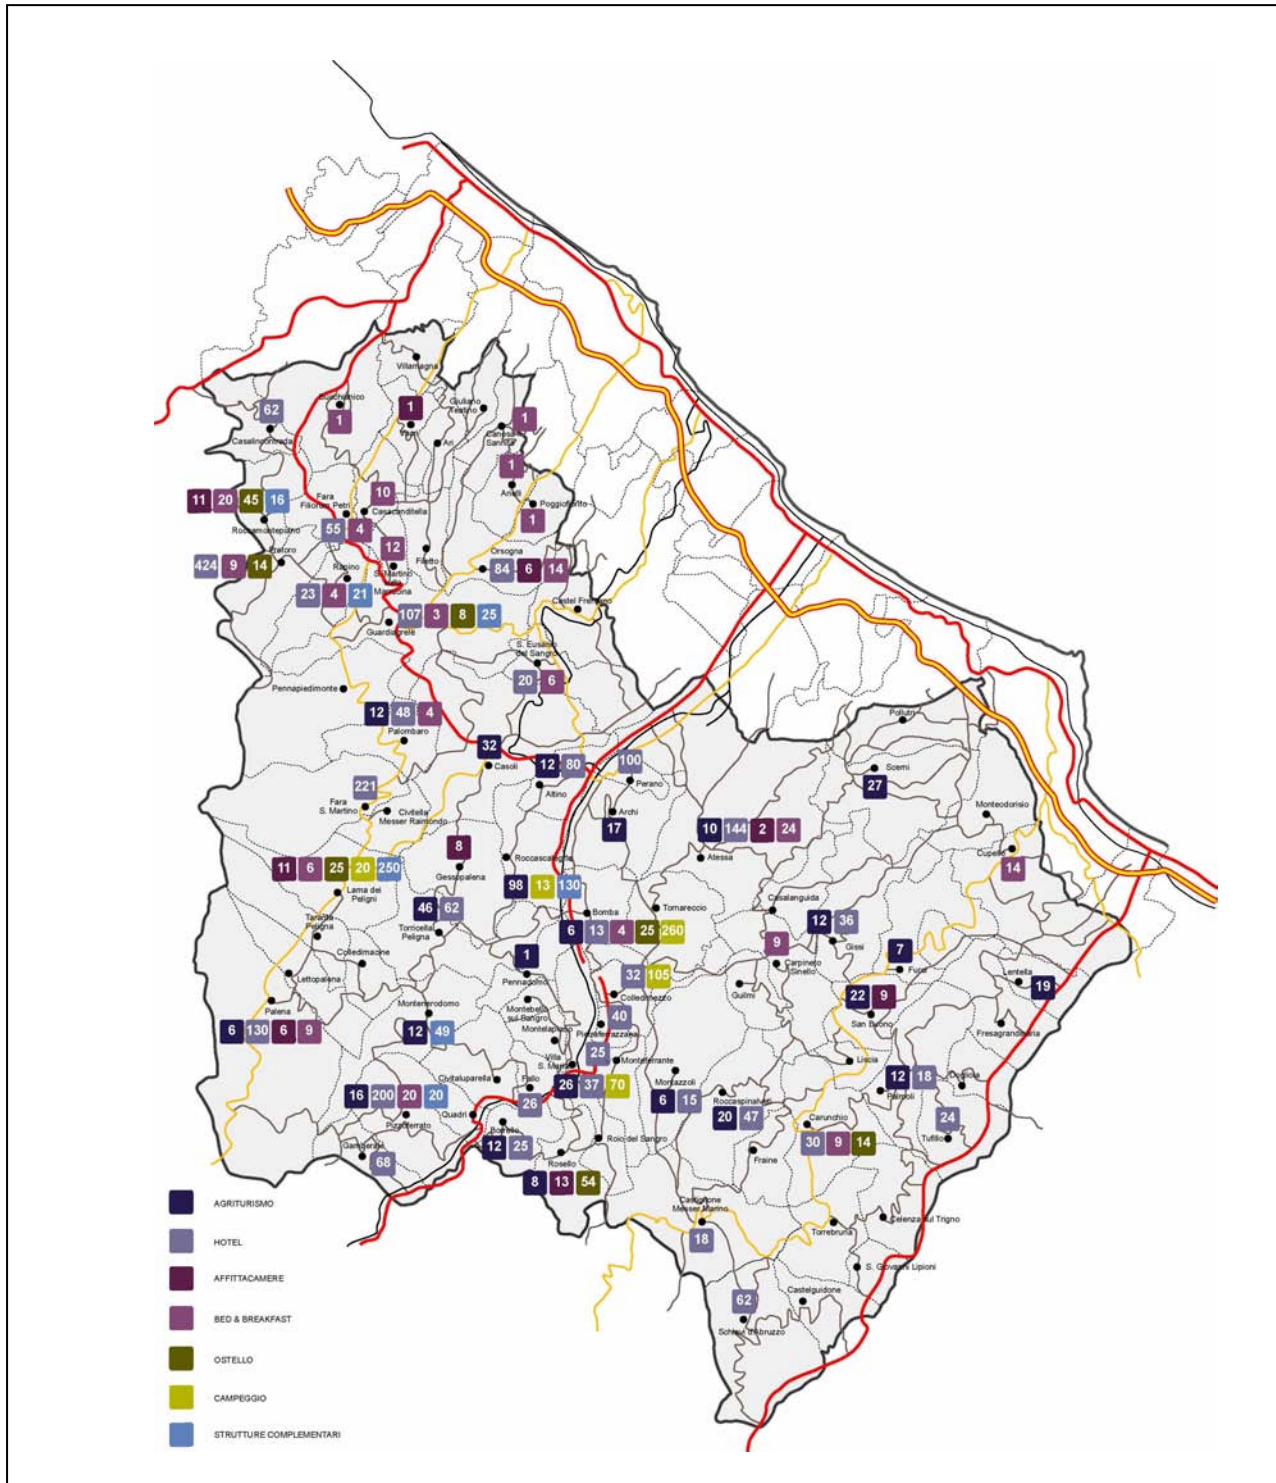 Villamagna
Bucchianico
Giuliano
Teatino
62
1
1
Vacri
1
Casalincontrada
Ari
Canosa
Sannita
1
Arielli
10
11 20 45 16
Fara
Filiorum Petri
Casacanditella
Poggiofiorito
Roccamontepiano
55 4
1
12
Pretoro
Filetto
Orsogna
424 9 14
Rapino
S. Martino
sulla
Marrucina
84 6 14
23 4 21
107 3 8 25
Castel Frentano
Guardiagrele
S. Eusanio
del Sangro
20 6
Pennapiedimonte
12 48 4
Pollutri
Palombaro
32
Casoli
12 80
100
Scerni
Altino
Perano
27
221
Fara
S. Martino
Civitella
Messer Raimondo
Archi
17
Monteodorisio
10 144 2 24
8
Atessa
Cupello
Roccascalegna
Gessopalena
14
11 6 25 20 250
98 13 130
Lama dei
Peligni
46 62
Bomba
Tornareccio
Casalanguida
Taranta
Peligna
Torricella
Peligna
6 13 4 25 260
12 36
Gissi
9
7
1
Colledimacine
Carpineto
Sinello
Furci
Lettopalena
Pennadomo
32 105
Lentella
Guilmi
19
Palena
Colledimezzo
22 9
Montenerodomo
Montebello
sul Sangro
40
San Buono
Fresagrandinaria
6 130 6 9
12 49
Montelapiano
Pietraferrazzana
25
Villa
S. Maria
Monteferrante
Liscia
Civitaluparella
Fallo
26 37 70
Montazzoli
12 18
Dogliola
16 200 20 20
26
6 15
Roccaspinalveti
Palmoli
Pizzoferrato
Quadri
20 47
Carunchio
24
Borrello
30 9 14
Tufillo
Gamberale
68
12 25
Roio del Sangro
Rosello
Fraine
8 13 54
Castiglione
Messer Marino
Torrebruna
Celenza sul Trigno
18
S. Giovanni Lipioni
62
Castelguidone
Schiavi d'Abruzzo
AGRITURISMO
HOTEL
AFFITTACAMERE
BED & BREAKFAST
OSTELLO
CAMPEGGIO
STRUTTURE COMPLEMENTARI